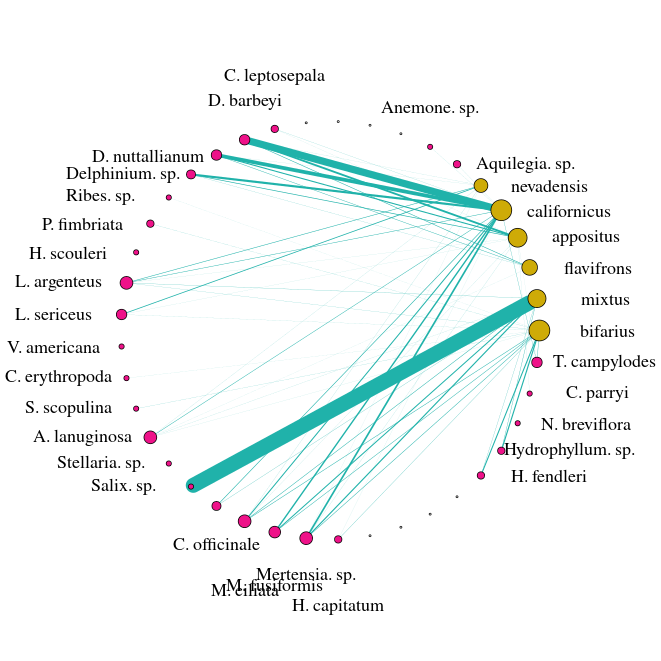 C. leptosepala
D. barbeyi
Anemone. sp.
D. nuttallianum
Aquilegia. sp.
Delphinium. sp.
nevadensis
Ribes. sp.
californicus
P. fimbriata
appositus
H. scouleri
flavifrons
L. argenteus
mixtus
L. sericeus
bifarius
V. americana
T. campylodes
C. erythropoda
C. parryi
S. scopulina
N. breviflora
A. lanuginosa
Hydrophyllum. sp.
Stellaria. sp.
H. fendleri
Salix. sp.
C. officinale
Mertensia. sp.
M. fusiformis
M. ciliata
H. capitatum